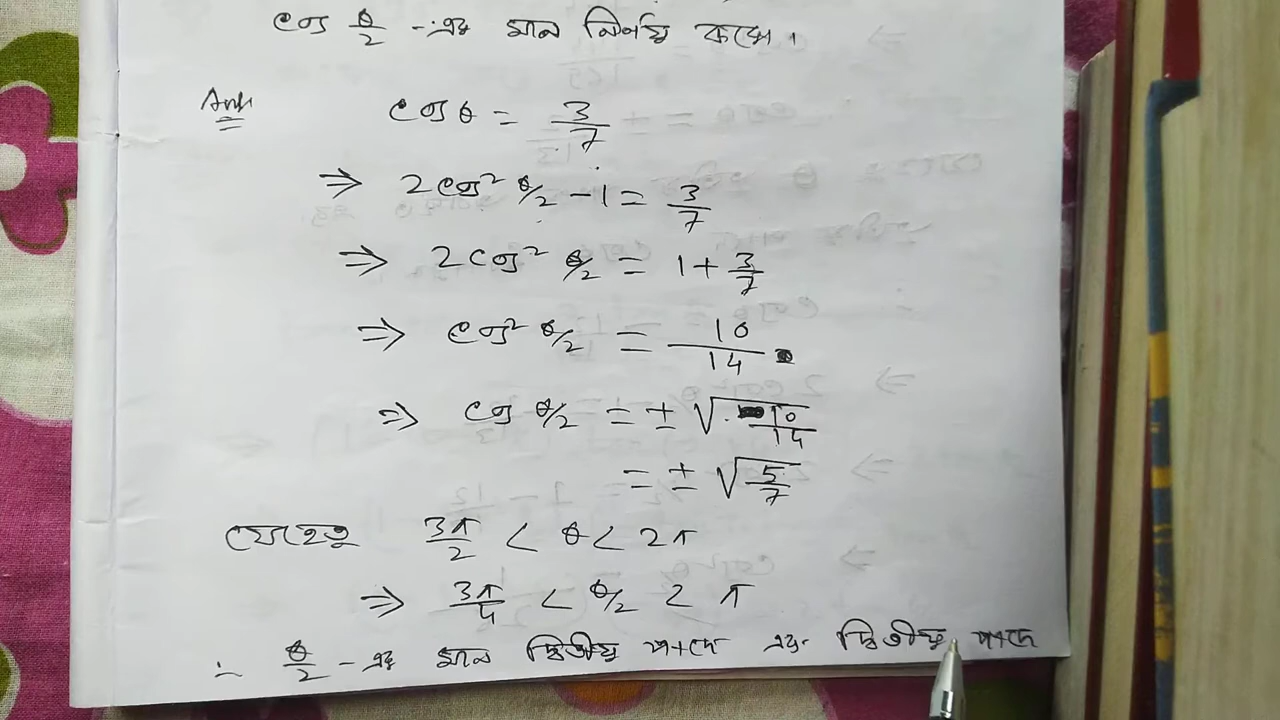 cos θ/2 -এর মান নির্ণয় করো।
Ans cos θ = 3/7
⇒ 2cos² θ/2 - 1 = 3/7
⇒ 2cos² θ/2 = 1 + 3/7
⇒ cos² θ/2 = 10/14
⇒ cos θ/2 = ± √(10/14)
= ± √(5/7)
যেহেতু 3π/2 < θ < 2π
⇒ 3π/4 < θ/2 < π
∴ θ/2 -এর মান দ্বিতীয় পাদে এবং দ্বিতীয় পাদে